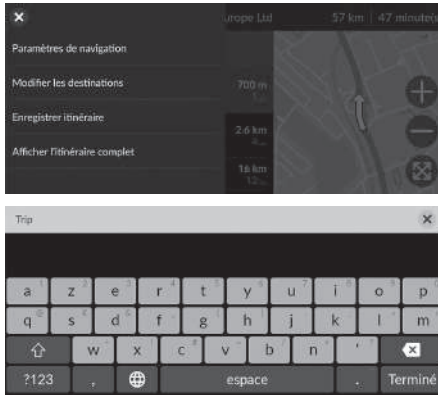 urope Ltd 57 km 47 minute(s
Paramètres de navigation
Modifier les destinations
Enregistrer itinéraire
Afficher l'itinéraire complet
700 m
2.6 km
16 km
Trip
a z e r t y u i o p
q s d f g h j k l m
w x c v b n '
?123 , espace . Terminé